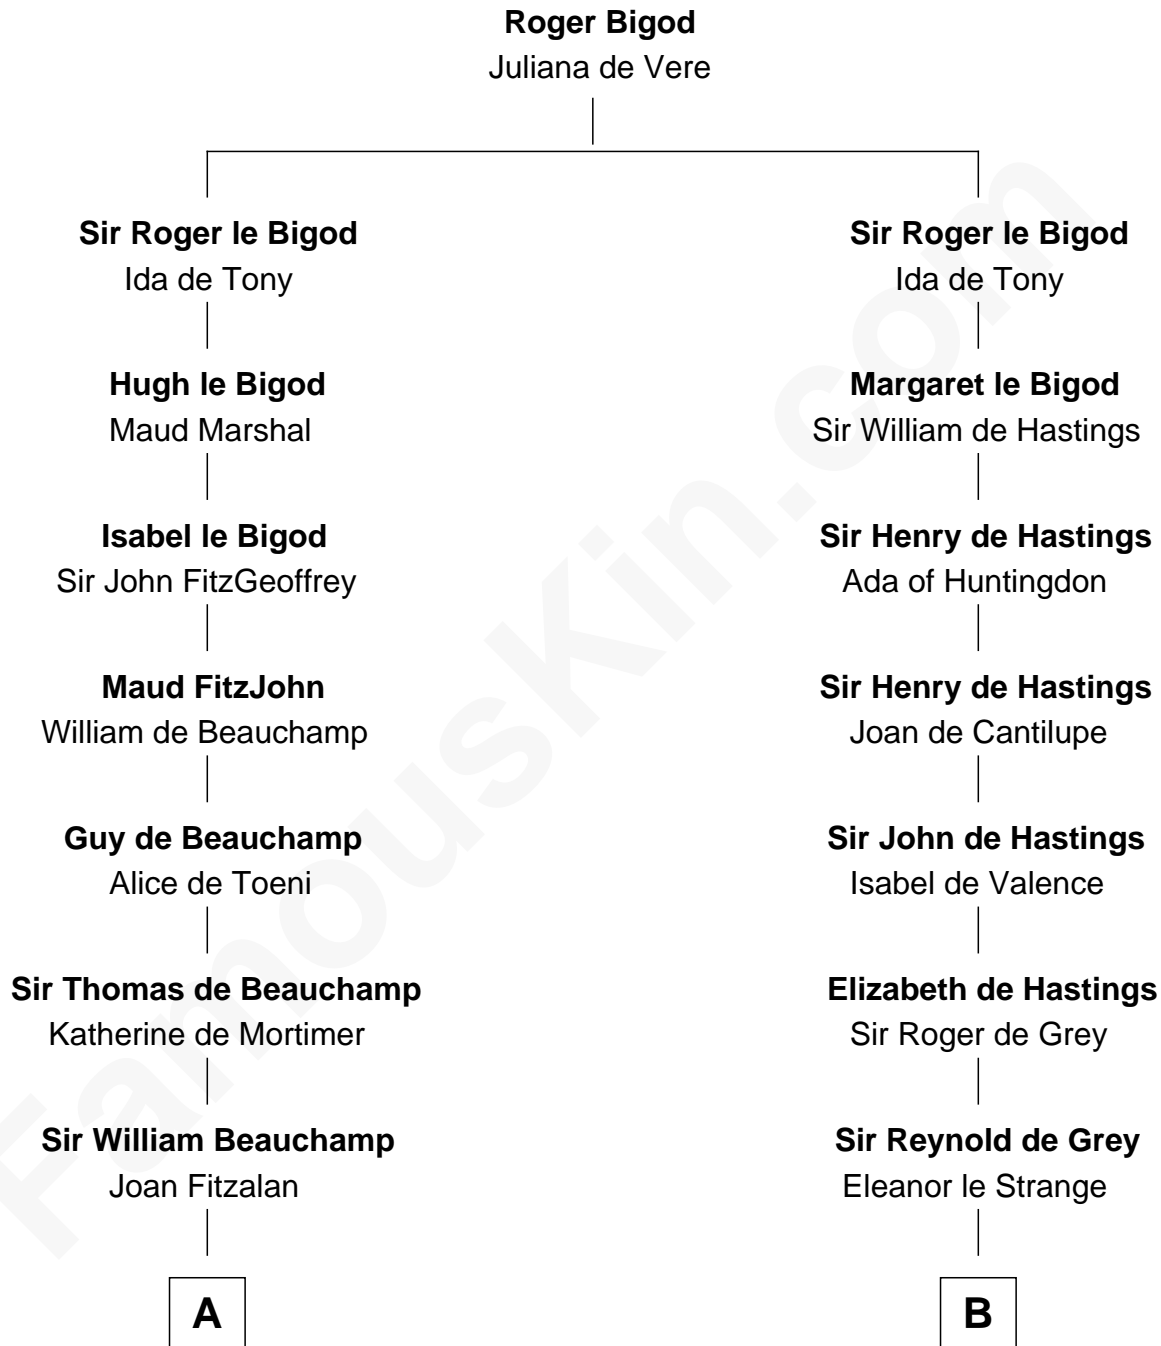 Roger Bigod
Juliana de Vere
Sir Roger le Bigod
Ida de Tony
Hugh le Bigod
Maud Marshal
Isabel le Bigod
Sir John FitzGeoffrey
Maud FitzJohn
William de Beauchamp
Guy de Beauchamp
Alice de Toeni
Sir Thomas de Beauchamp
Katherine de Mortimer
Sir William Beauchamp
Joan Fitzalan
A
Sir Roger le Bigod
Ida de Tony
Margaret le Bigod
Sir William de Hastings
Sir Henry de Hastings
Ada of Huntingdon
Sir Henry de Hastings
Joan de Cantilupe
Sir John de Hastings
Isabel de Valence
Elizabeth de Hastings
Sir Roger de Grey
Sir Reynold de Grey
Eleanor le Strange
B
FamousKin.com